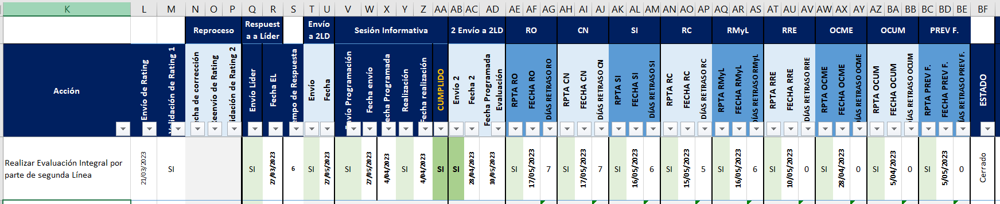 K L M N O P Q R S T U V W X Y Z AA AB AC AD AE AF AG AH AI AJ AK AL AM AN AO AP AQ AR AS AT AU AV AW AX AY AZ BA BB BC BD BE BF
Reproceso
Respuest
a a Líder
Envío
a 2LD
Sesión Informativa
2 Envío a 2LD
RO
CN
SI
RC
RMyL
RRE
OCME
OCUM
PREV F.
Acción
Envío de Rating
Validación de Rating 1
echa de corrección
Reenvío de Rating
alidación de Rating 2
Envío Líder
Fecha EL
empo de Respuesta
Envío
Fecha
Envío Programación
Fecha envío
echa Programada
Realización
echa realización
CUMPLIDO
Envío 2
Fecha 2
Fecha Programada
Evaluación
RPTA RO
FECHA RO
DÍAS RETRASO RO
RPTA CN
FECHA CN
DÍAS RETRASO CN
RPTA SI
FECHA SI
DÍAS RETRASO SI
RPTA RC
FECHA RC
DÍAS RETRASO RC
RPTA RMyL
FECHA RMyL
DÍAS RETRASO RMyL
RPTA RRE
FECHA RRE
DÍAS RETRASO RRE
RPTA OCME
FECHA OCME
DÍAS RETRASO OCME
RPTA OCUM
FECHA OCUM
DÍAS RETRASO OCUM
RPTA PREV F.
FECHA PREV F.
ÍAS RETRASO PREV F.
ESTADO
Realizar Evaluación Integral por
parte de segunda Línea
21/03/2023
SI
SI
27/03/2023
6
SI
27/05/2023
SI
27/05/2023
4/04/2023
SI
4/04/2023
SI
SI
28/04/2023
10/05/2023
SI
17/05/2023
7
SI
17/05/2023
7
SI
16/05/2023
6
SI
15/05/2023
5
SI
16/05/2023
6
SI
10/05/2023
0
SI
28/04/2023
0
SI
5/04/2023
0
SI
5/05/2023
0
Cerrado